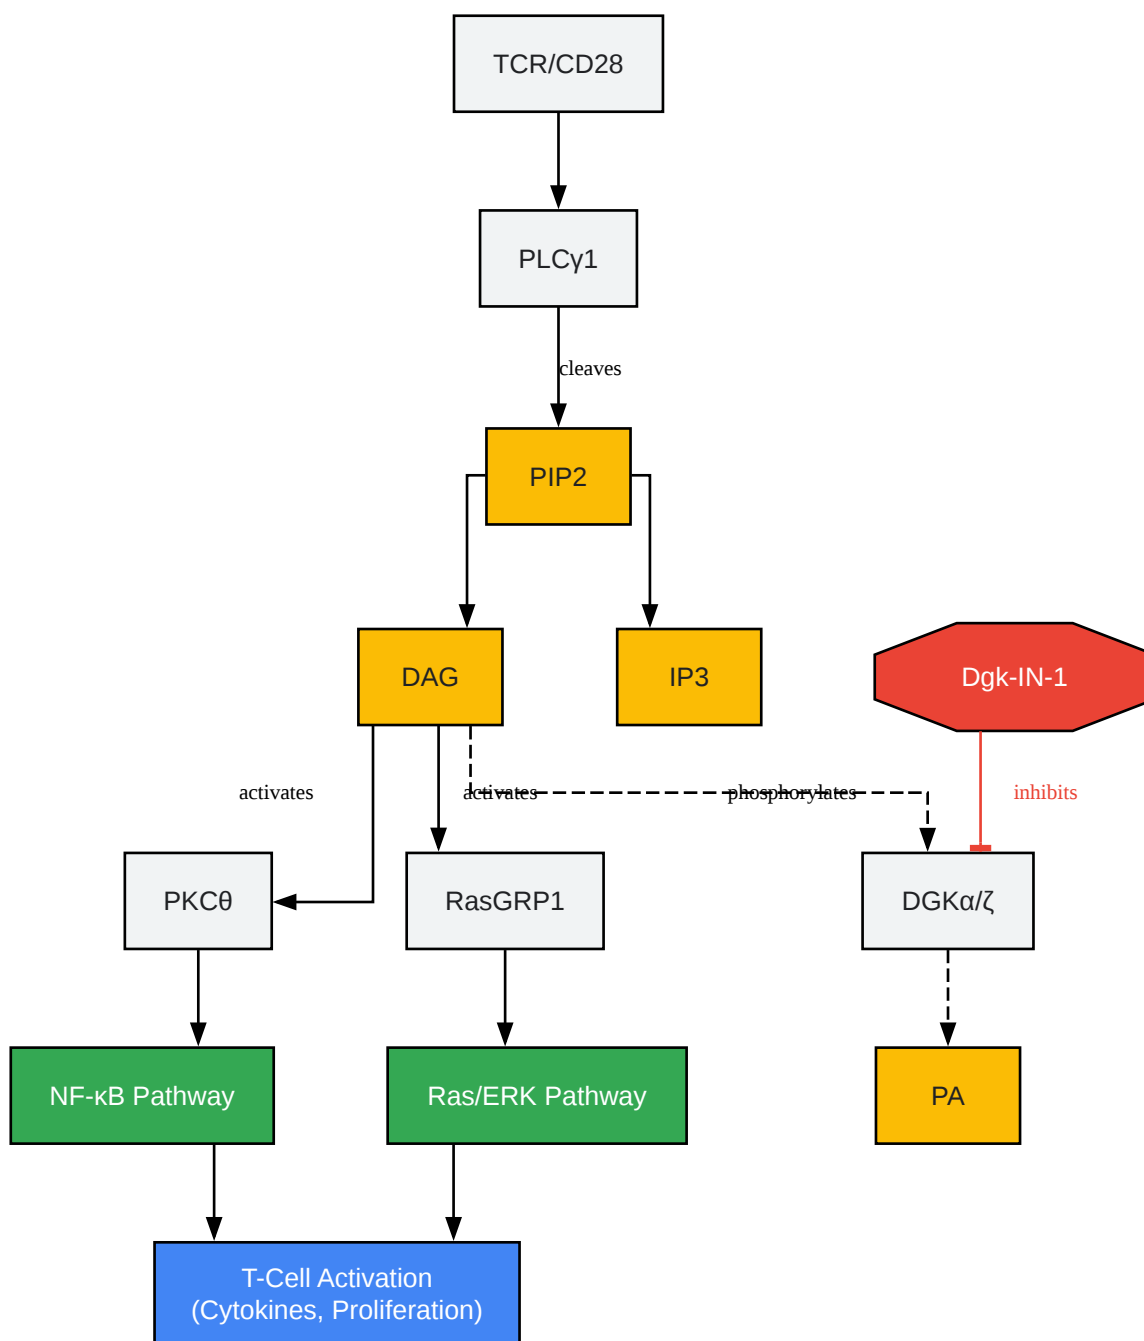 TCR/CD28
PLCγ1
cleaves
PIP2
DAG
IP3
Dgk-IN-1
activates
activates
phosphorylates
inhibits
PKCθ
RasGRP1
DGKα/ζ
NF-κB Pathway
Ras/ERK Pathway
PA
T-Cell Activation
(Cytokines, Proliferation)